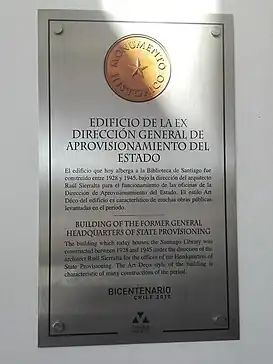 MONUMENTO
HISTORICO
EDIFICIO DE LA EX
DIRECCIÓN GENERAL DE
APROVISIONAMIENTO DEL
ESTADO
El edificio que hoy alberga a la Biblioteca de Santiago fue
construido entre 1928 y 1945, bajo la dirección del arquitecto
Raúl Sierralta para el funcionamiento de las oficinas de la
Dirección de Aprovisionamiento del Estado. El estilo Art
Déco del edificio es característico de muchas obras públicas
levantadas en el período.
BUILDING OF THE FORMER GENERAL
HEADQUARTERS OF STATE PROVISIONING
The building which today houses the Santiago Library was
constructed between 1928 and 1945 under the direction of the
architect Raúl Sierralta for the offices of the Headquarters of
State Provisioning. The Art Deco style of the building is
characteristic of many constructions of the period.
BICENTENARIO
CHILE 2010